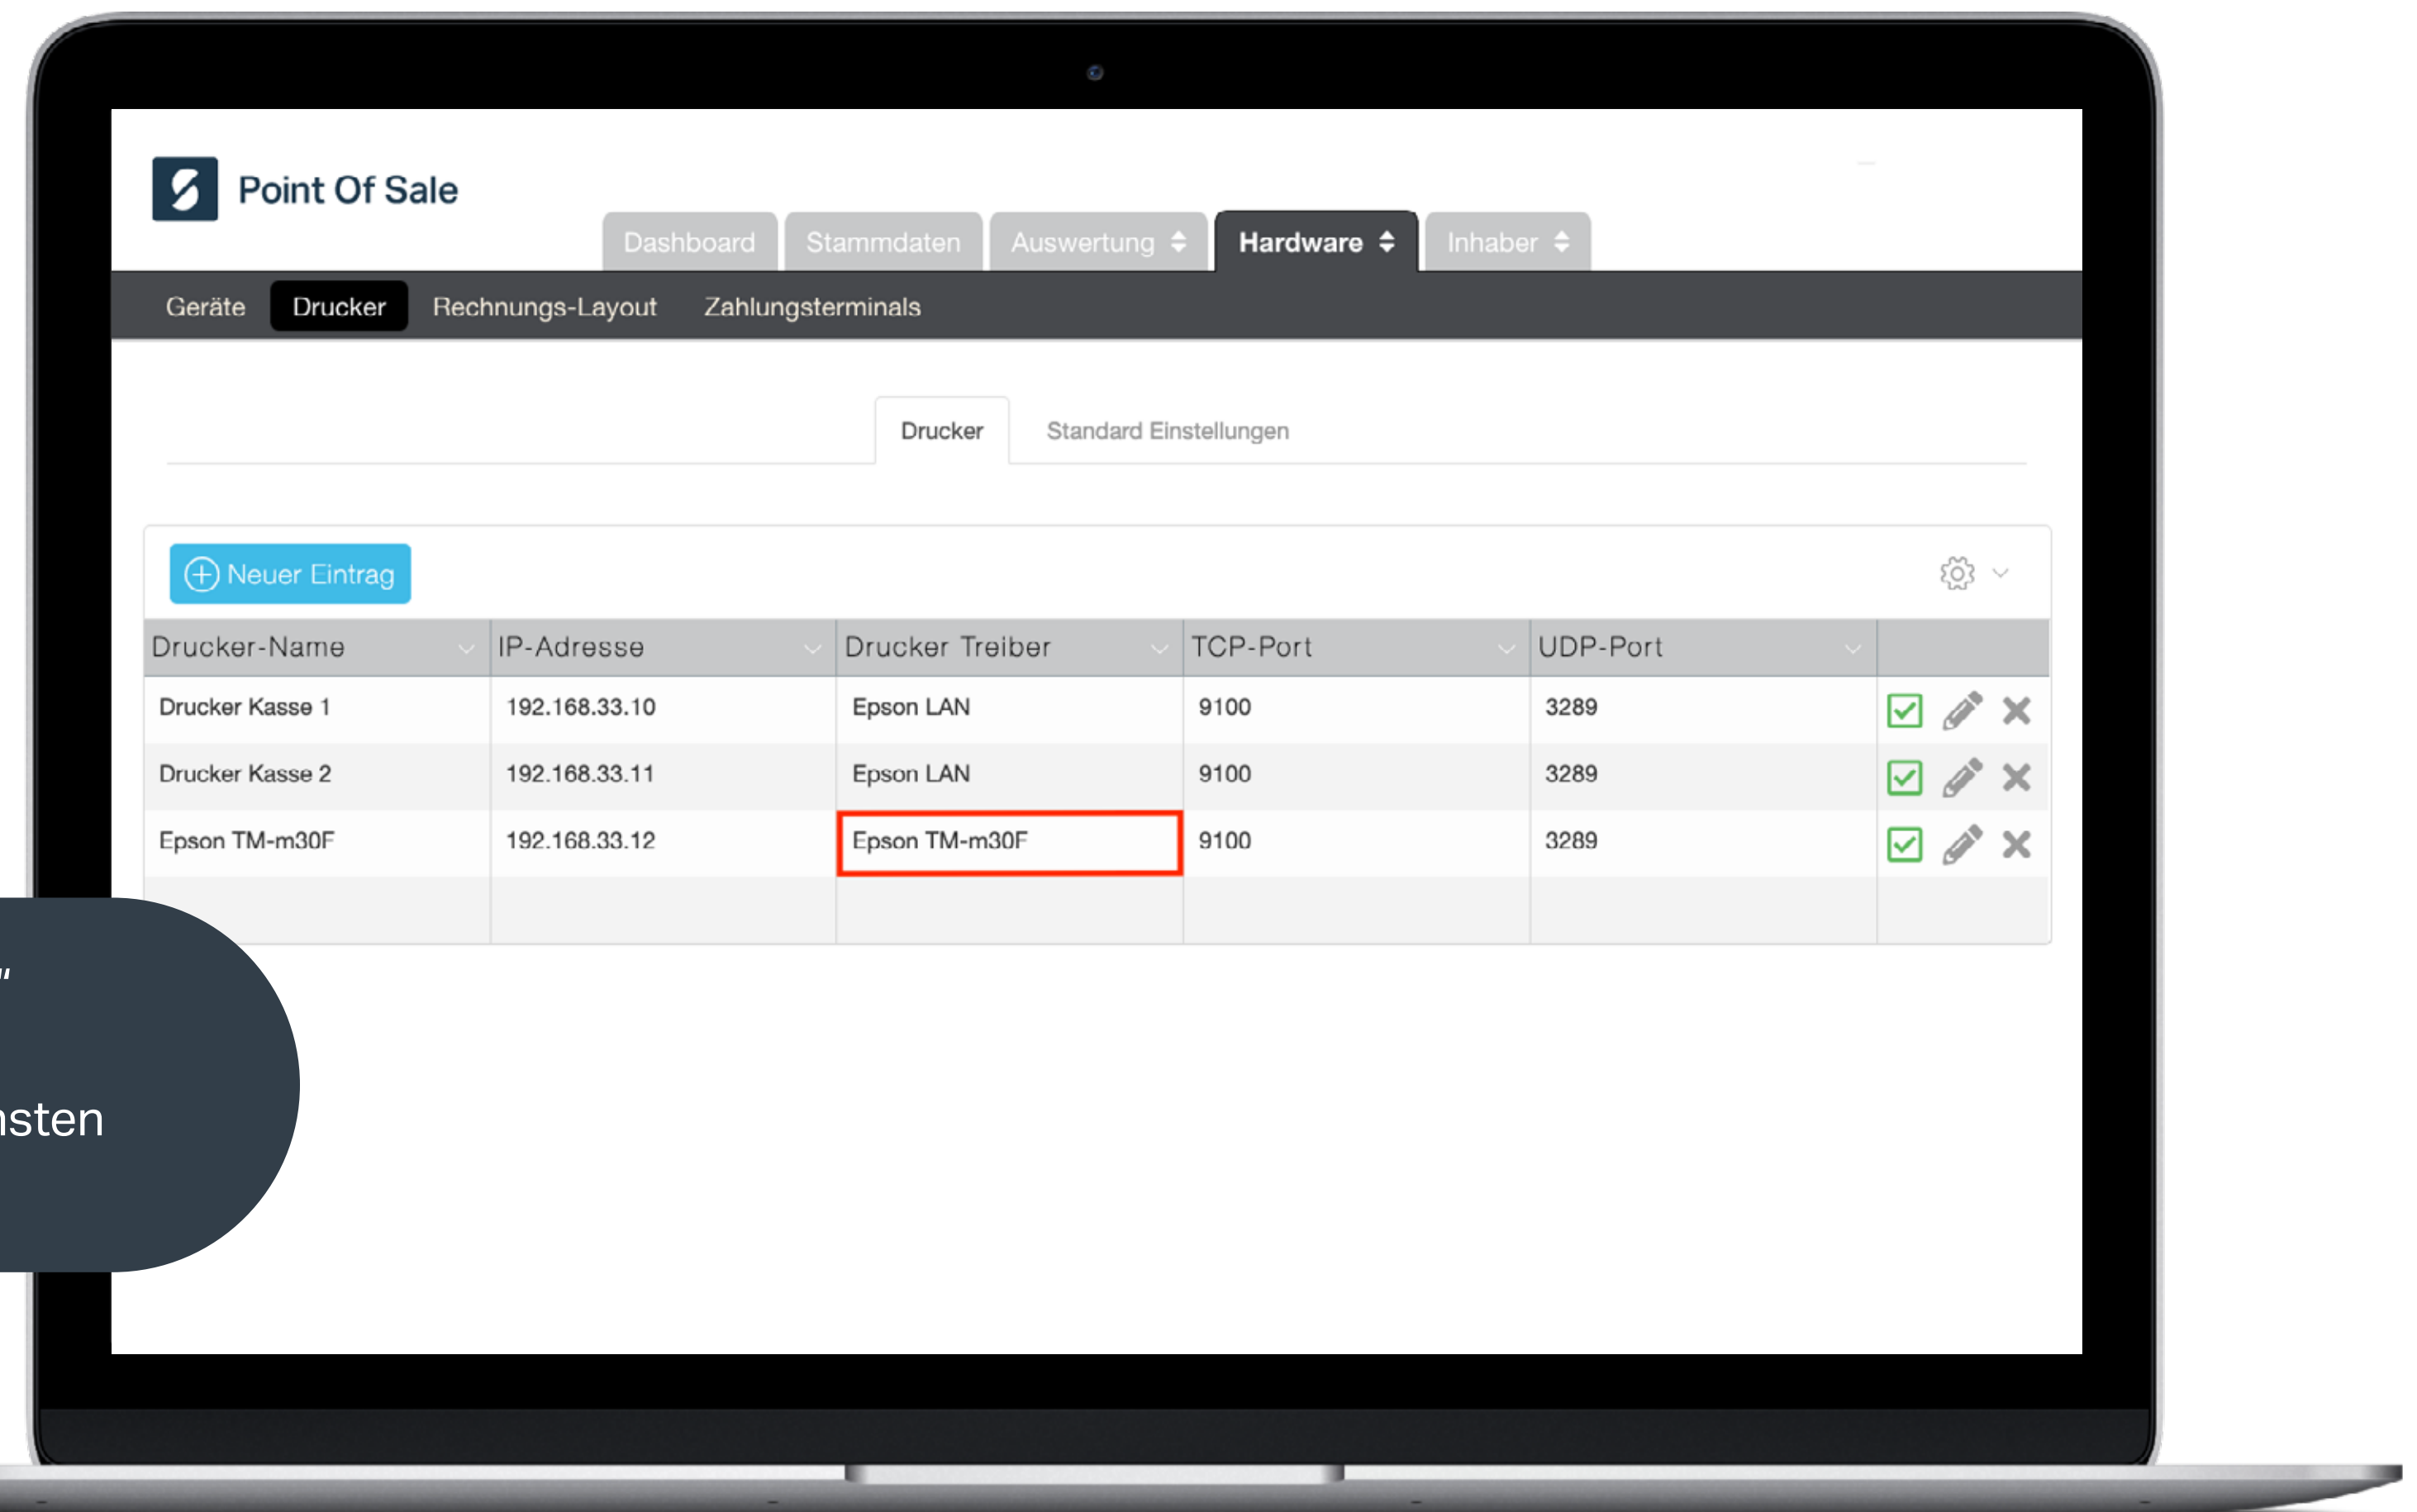 Point Of Sale
Dashboard Stammdaten Auswertung Hardware Inhaber
Geräte Drucker Rechnungs-Layout Zahlungsterminals
Drucker Standard Einstellungen
Neuer Eintrag
Drucker-Name IP-Adresse Drucker Treiber TCP-Port UDP-Port
Drucker Kasse 1 192.168.33.10 Epson LAN 9100 3289
Drucker Kasse 2 192.168.33.11 Epson LAN 9100 3289
Epson TM-m30F 192.168.33.12 Epson TM-m30F 9100 3289